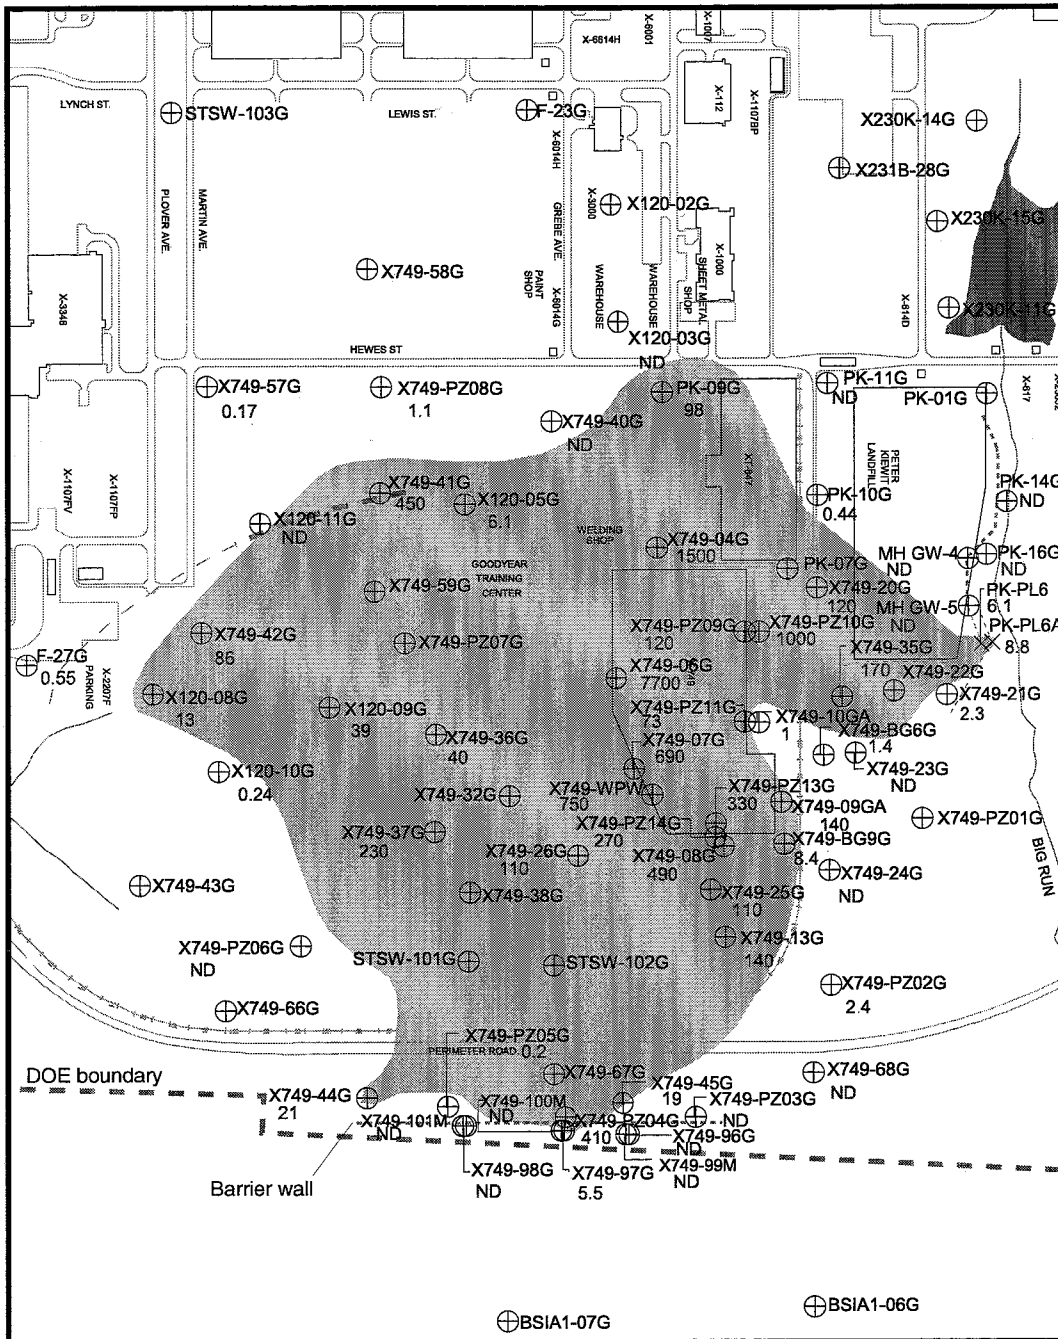 X-6614H
X-6001
X-1007
X-112
X-1107BP
LYNCH ST.
STSW-103G
LEWIS ST.
F-23G
X-6014H
X230K-14G
X231B-28G
PLOVER AVE.
MARTIN AVE.
X-3000
X120-02G
GREBE AVE.
X230K-15G
X-3346
X749-58G
PAINT SHOP
X-6014G
WAREHOUSE
WAREHOUSE
SHEET METAL SHOP
X-1000
X-614D
X230K-11G
X120-03G
ND
HEWES ST
X749-57G
0.17
X749-PZ08G
1.1
PK-09G
98
PK-11G
ND
PK-01G
X-617
X749-40G
ND
PETER KIEWIT LANDFILL
X-1107FV
X-1107FP
X749-41G
450
X120-05G
6.1
XT-847
PK-10G
0.44
PK-14G
ND
X120-11G
ND
WELDING SHOP
X749-04G
1500
MH GW-4
ND
PK-16G
ND
GOODYEAR
TRAINING
CENTER
PK-07G
X749-59G
X749-20G
120
MH GW-5
ND
PK-PL6
6.1
X749-42G
86
X749-PZ07G
X749-PZ09G
120
X749-PZ10G
1000
PK-PL6A
8.8
X749-35G
170
F-27G
0.55
X-2207F
PARKING
X749-06G
7700
X749-22G
X120-08G
13
X120-09G
39
X749-PZ11G
73
X749-10GA
1
X749-21G
2.3
X749-36G
40
X749-07G
690
X749-BG6G
1.4
X120-10G
0.24
X749-23G
ND
X749-32G
X749-WPW
750
X749-PZ13G
330
X749-09GA
140
X749-PZ01G
X749-37G
230
X749-PZ14G
270
X749-BG9G
8.4
X749-26G
110
X749-08G
490
X749-24G
ND
BIG RUN
X749-43G
X749-38G
X749-25G
110
X749-PZ06G
ND
X749-13G
140
STSW-101G
STSW-102G
X749-PZ02G
2.4
X749-66G
X749-PZ05G
0.2
PERIMETER ROAD
DOE boundary
X749-67G
X749-68G
ND
X749-44G
21
X749-45G
19
X749-100M
ND
X749-PZ03G
ND
X749-101M
ND
X749-PZ04G
410
X749-96G
ND
Barrier wall
X749-98G
ND
X749-97G
5.5
X749-99M
ND
BSIA1-06G
BSIA1-07G